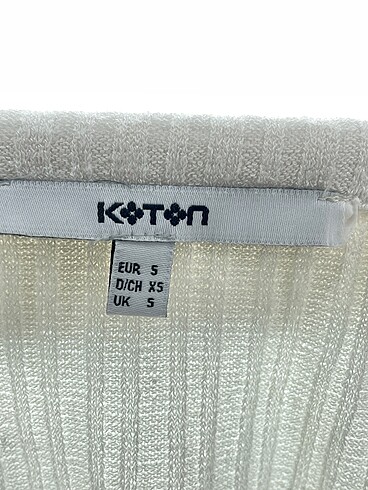 KOTON
EUR S
D/CH XS
UK S